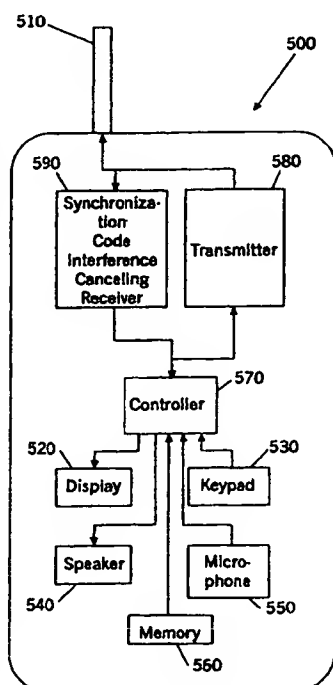 510
500
590
580
Synchroniza-
tion
Code
Interference
Canceling
Receiver
Transmitter
570
Controller
520
530
Display
Keypad
Speaker
Micro-
phone
540
550
Memory
560